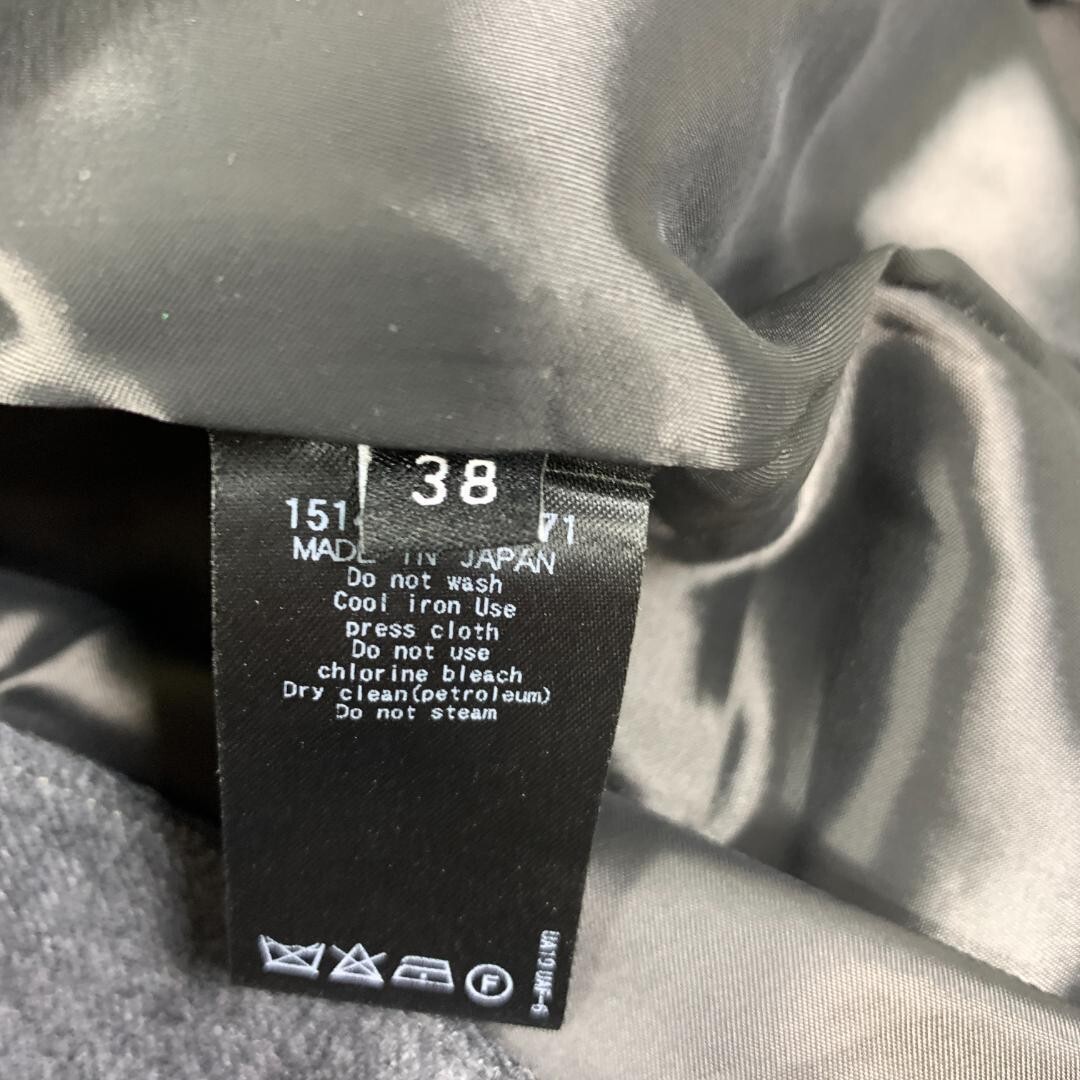 38
151 71
MADE IN JAPAN
Do not wash
Cool iron Use
press cloth
Do not use
chlorine bleach
Dry clean(petroleum)
Do not steam
F